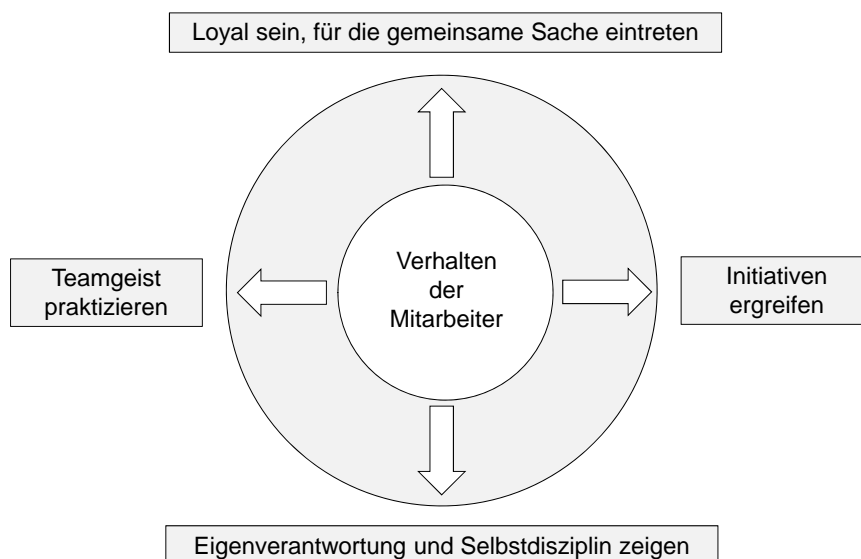 Loyal sein, für die gemeinsame Sache eintreten
Teamgeist
praktizieren
Verhalten
der
Mitarbeiter
Initiativen
ergreifen
Eigenverantwortung und Selbstdisziplin zeigen